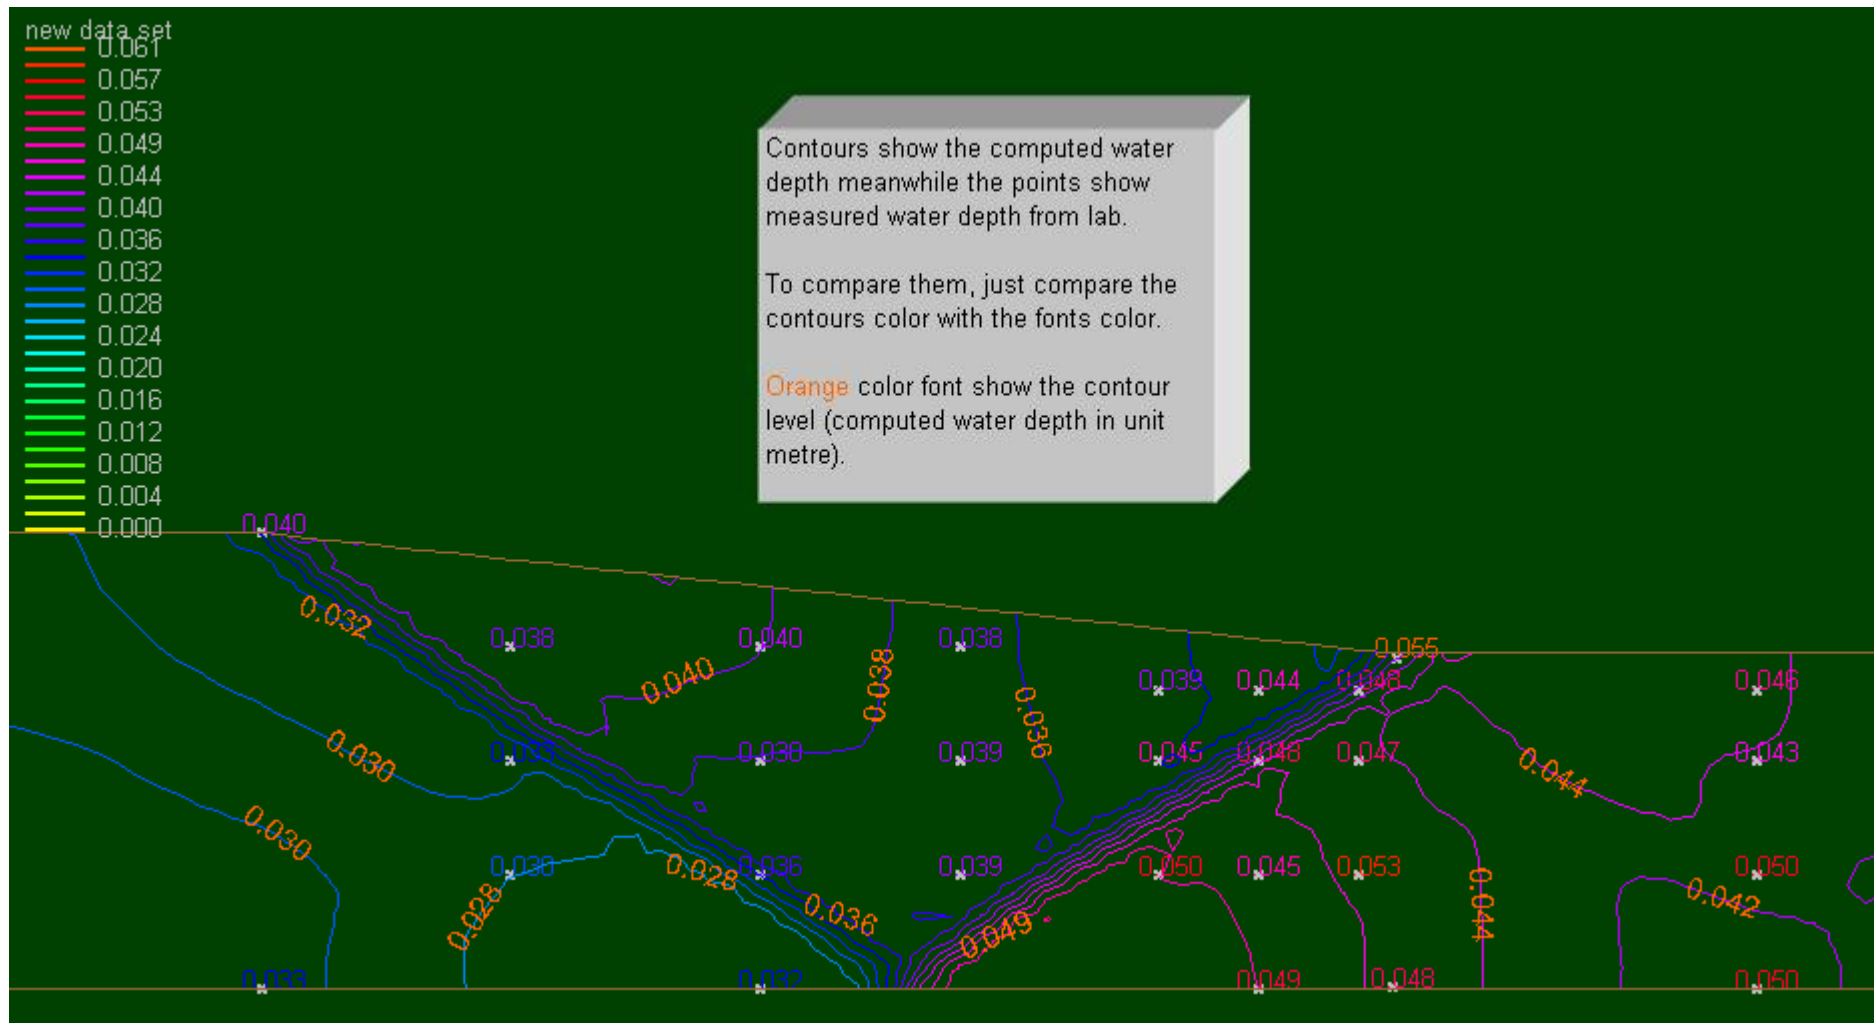 new data set
0.061
0.057
0.053
0.049
0.044
0.040
0.036
0.032
0.028
0.024
0.020
0.016
0.012
0.008
0.004
0.000
Contours show the computed water
depth meanwhile the points show
measured water depth from lab.
To compare them, just compare the
contours color with the fonts color.
Orange color font show the contour
level (computed water depth in unit
metre).
0.040
0.032
0.038 0.040 0.038 0.055
0.040 0.038 0.036 0.039 0.044 0.048 0.046
0.030 0.038 0.039 0.045 0.048 0.047 0.044 0.043
0.030
0.028 0.036 0.039 0.050 0.045 0.053 0.050
0.028 0.036 0.049 0.044 0.042
0.033 0.032 0.049 0.048 0.050